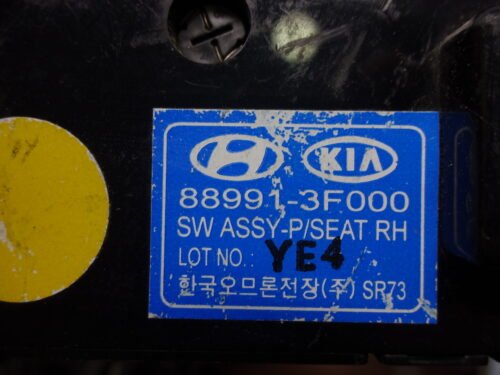 KIA
88991-3F000
SW ASSY-P/SEAT RH
LOT NO.: YE4
한국오므론전장(주) SR73